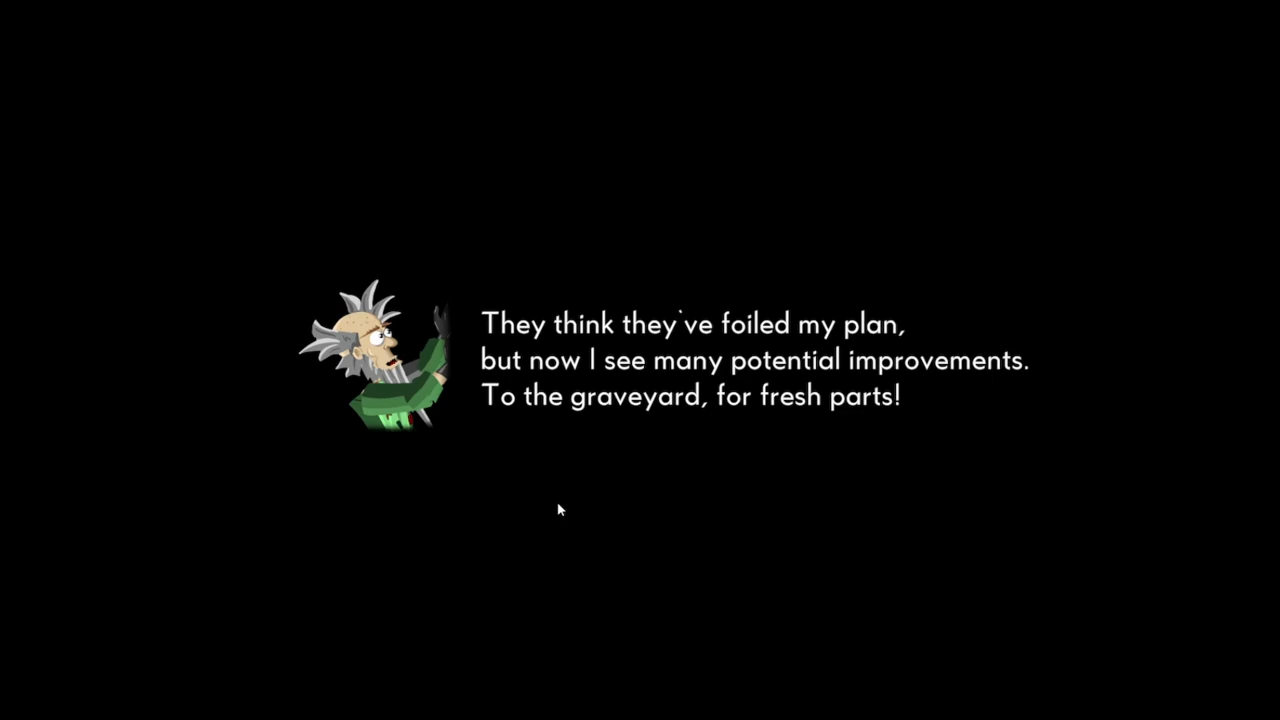 They think they`ve foiled my plan,
but now I see many potential improvements.
To the graveyard, for fresh parts!